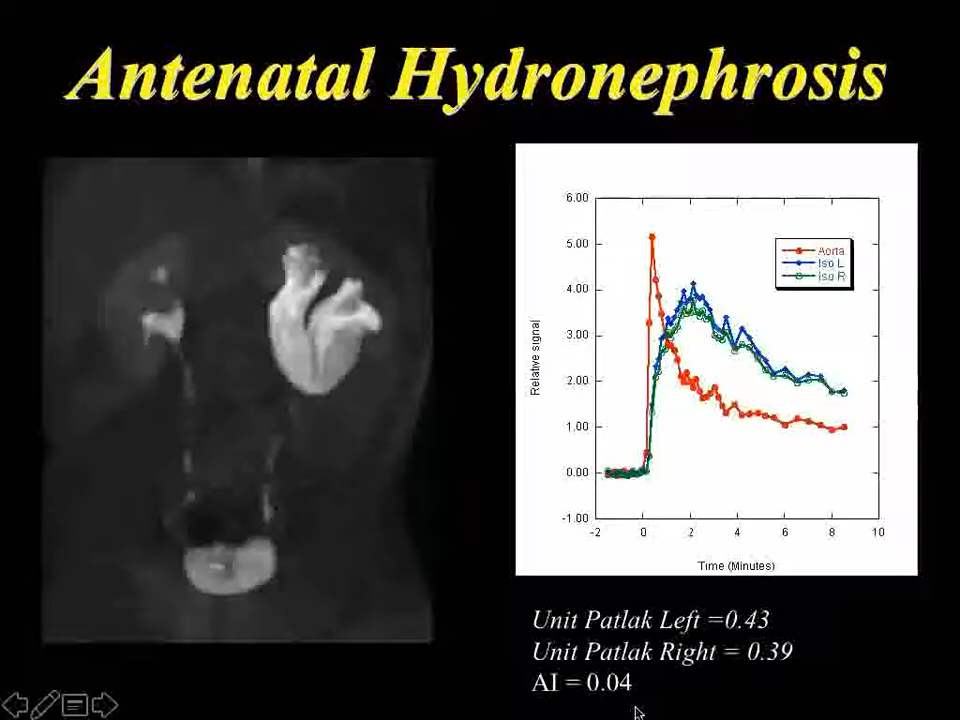 Antenatal Hydronephrosis
6.00
5.00
4.00
3.00
2.00
1.00
0.00
-1.00
Relative signal
Aorta
Iso L
Iso R
-2
0
2
4
6
8
10
Time (Minutes)
Unit Patlak Left =0.43
Unit Patlak Right = 0.39
AI = 0.04